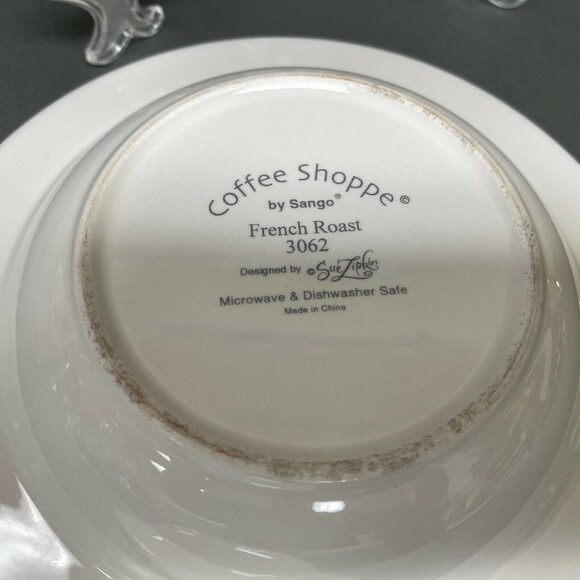 Coffee Shoppe ©
by Sango®
French Roast
3062
Designed by © Sue Zipkin
Microwave & Dishwasher Safe
Made in China